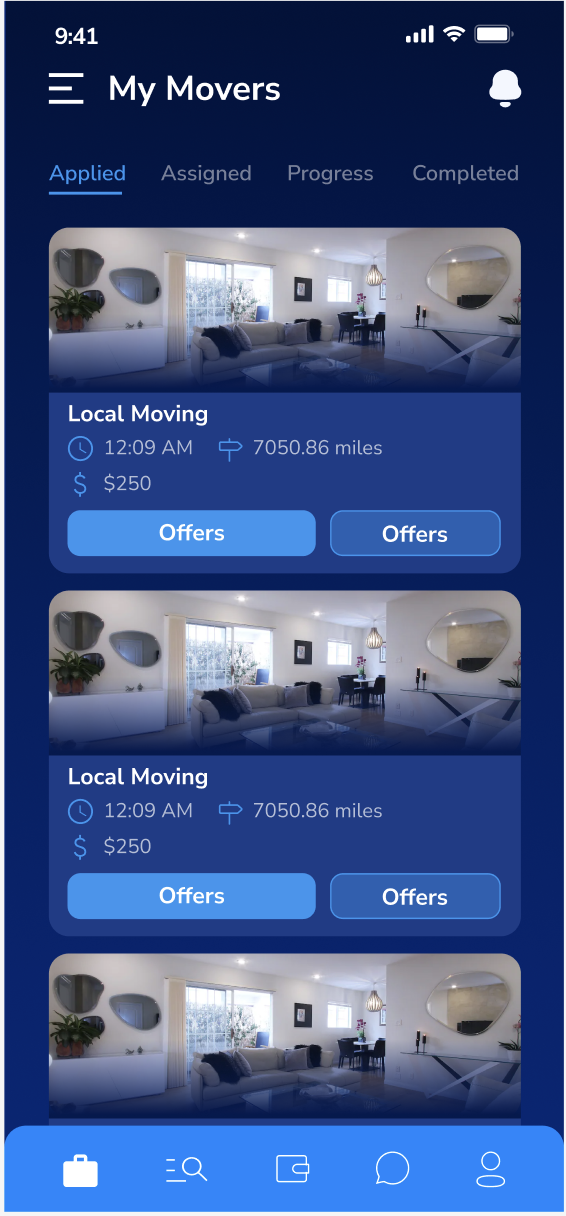 9:41
My Movers
Applied Assigned Progress Completed
Local Moving
12:09 AM 7050.86 miles
$250
Offers Offers
Local Moving
12:09 AM 7050.86 miles
$250
Offers Offers